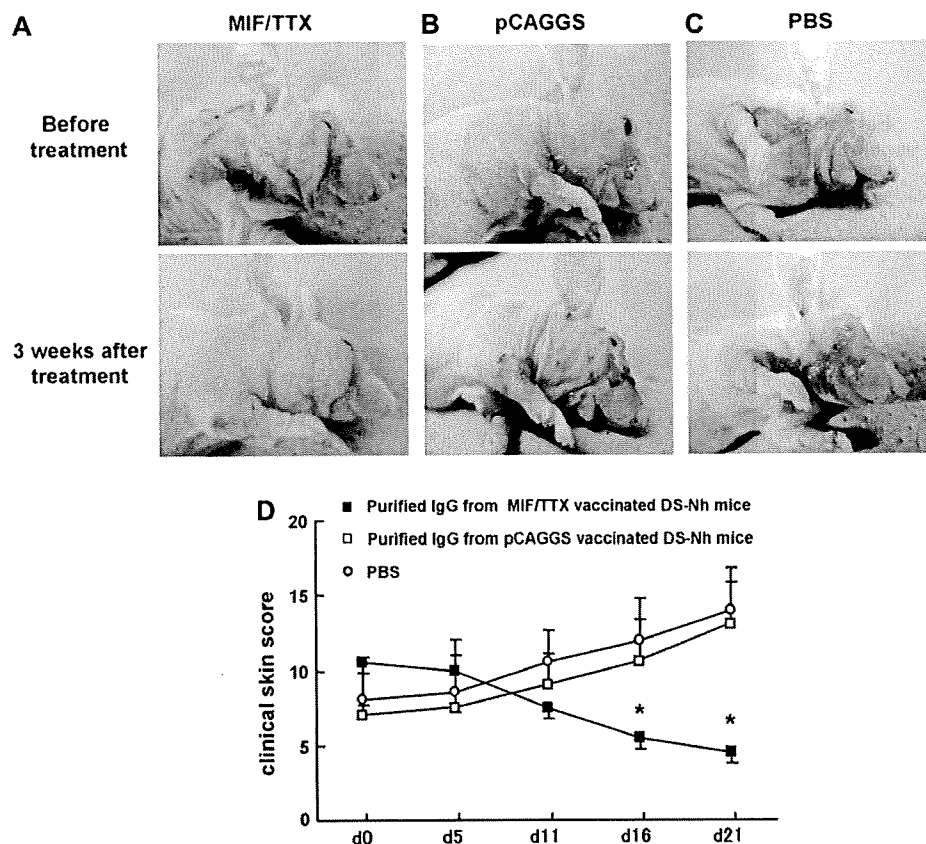 A MIF/TTX B pCAGGS C PBS
Before
treatment
3 weeks after
treatment
D
■ Purified IgG from MIF/TTX vaccinated DS-Nh mice
□ Purified IgG from pCAGGS vaccinated DS-Nh mice
○ PBS
clinical skin score
20
15
10
5
0
* *
d0 d5 d11 d16 d21